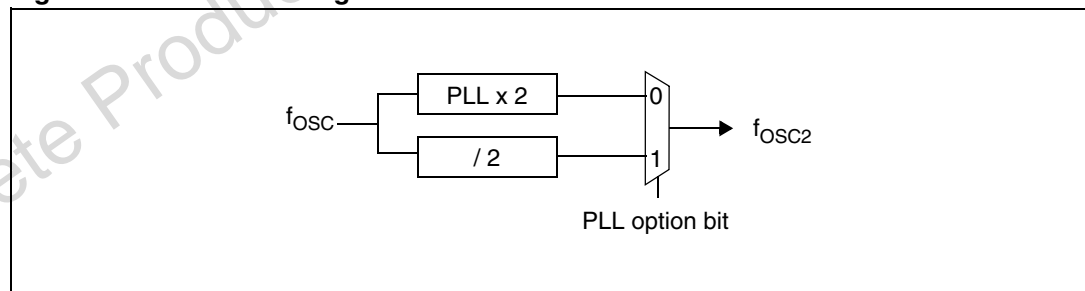 PLL x 2
0
fOSC
fOSC2
/ 2
1
PLL option bit